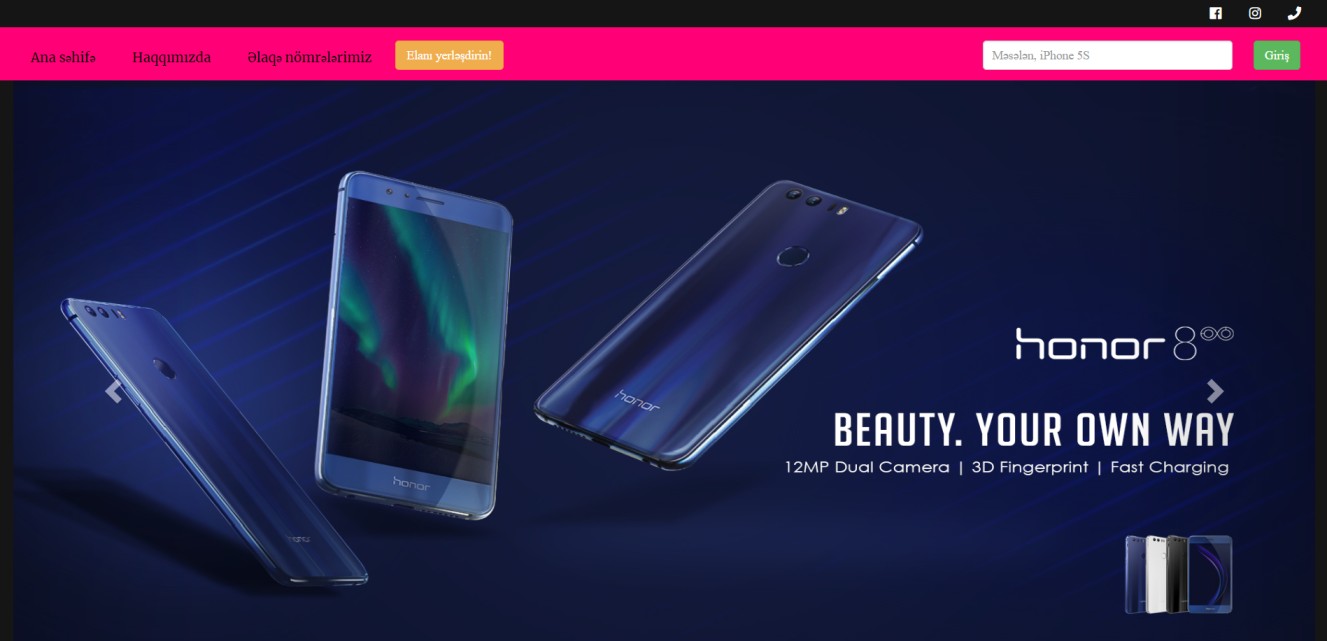 Ana səhifə Haqqımızda Əlaqə nömrələrimiz Elanı yerləşdirin! Məsələn, iPhone 5S Giriş
honor
honor
honor 8
BEAUTY. YOUR OWN WAY
12MP Dual Camera | 3D Fingerprint | Fast Charging